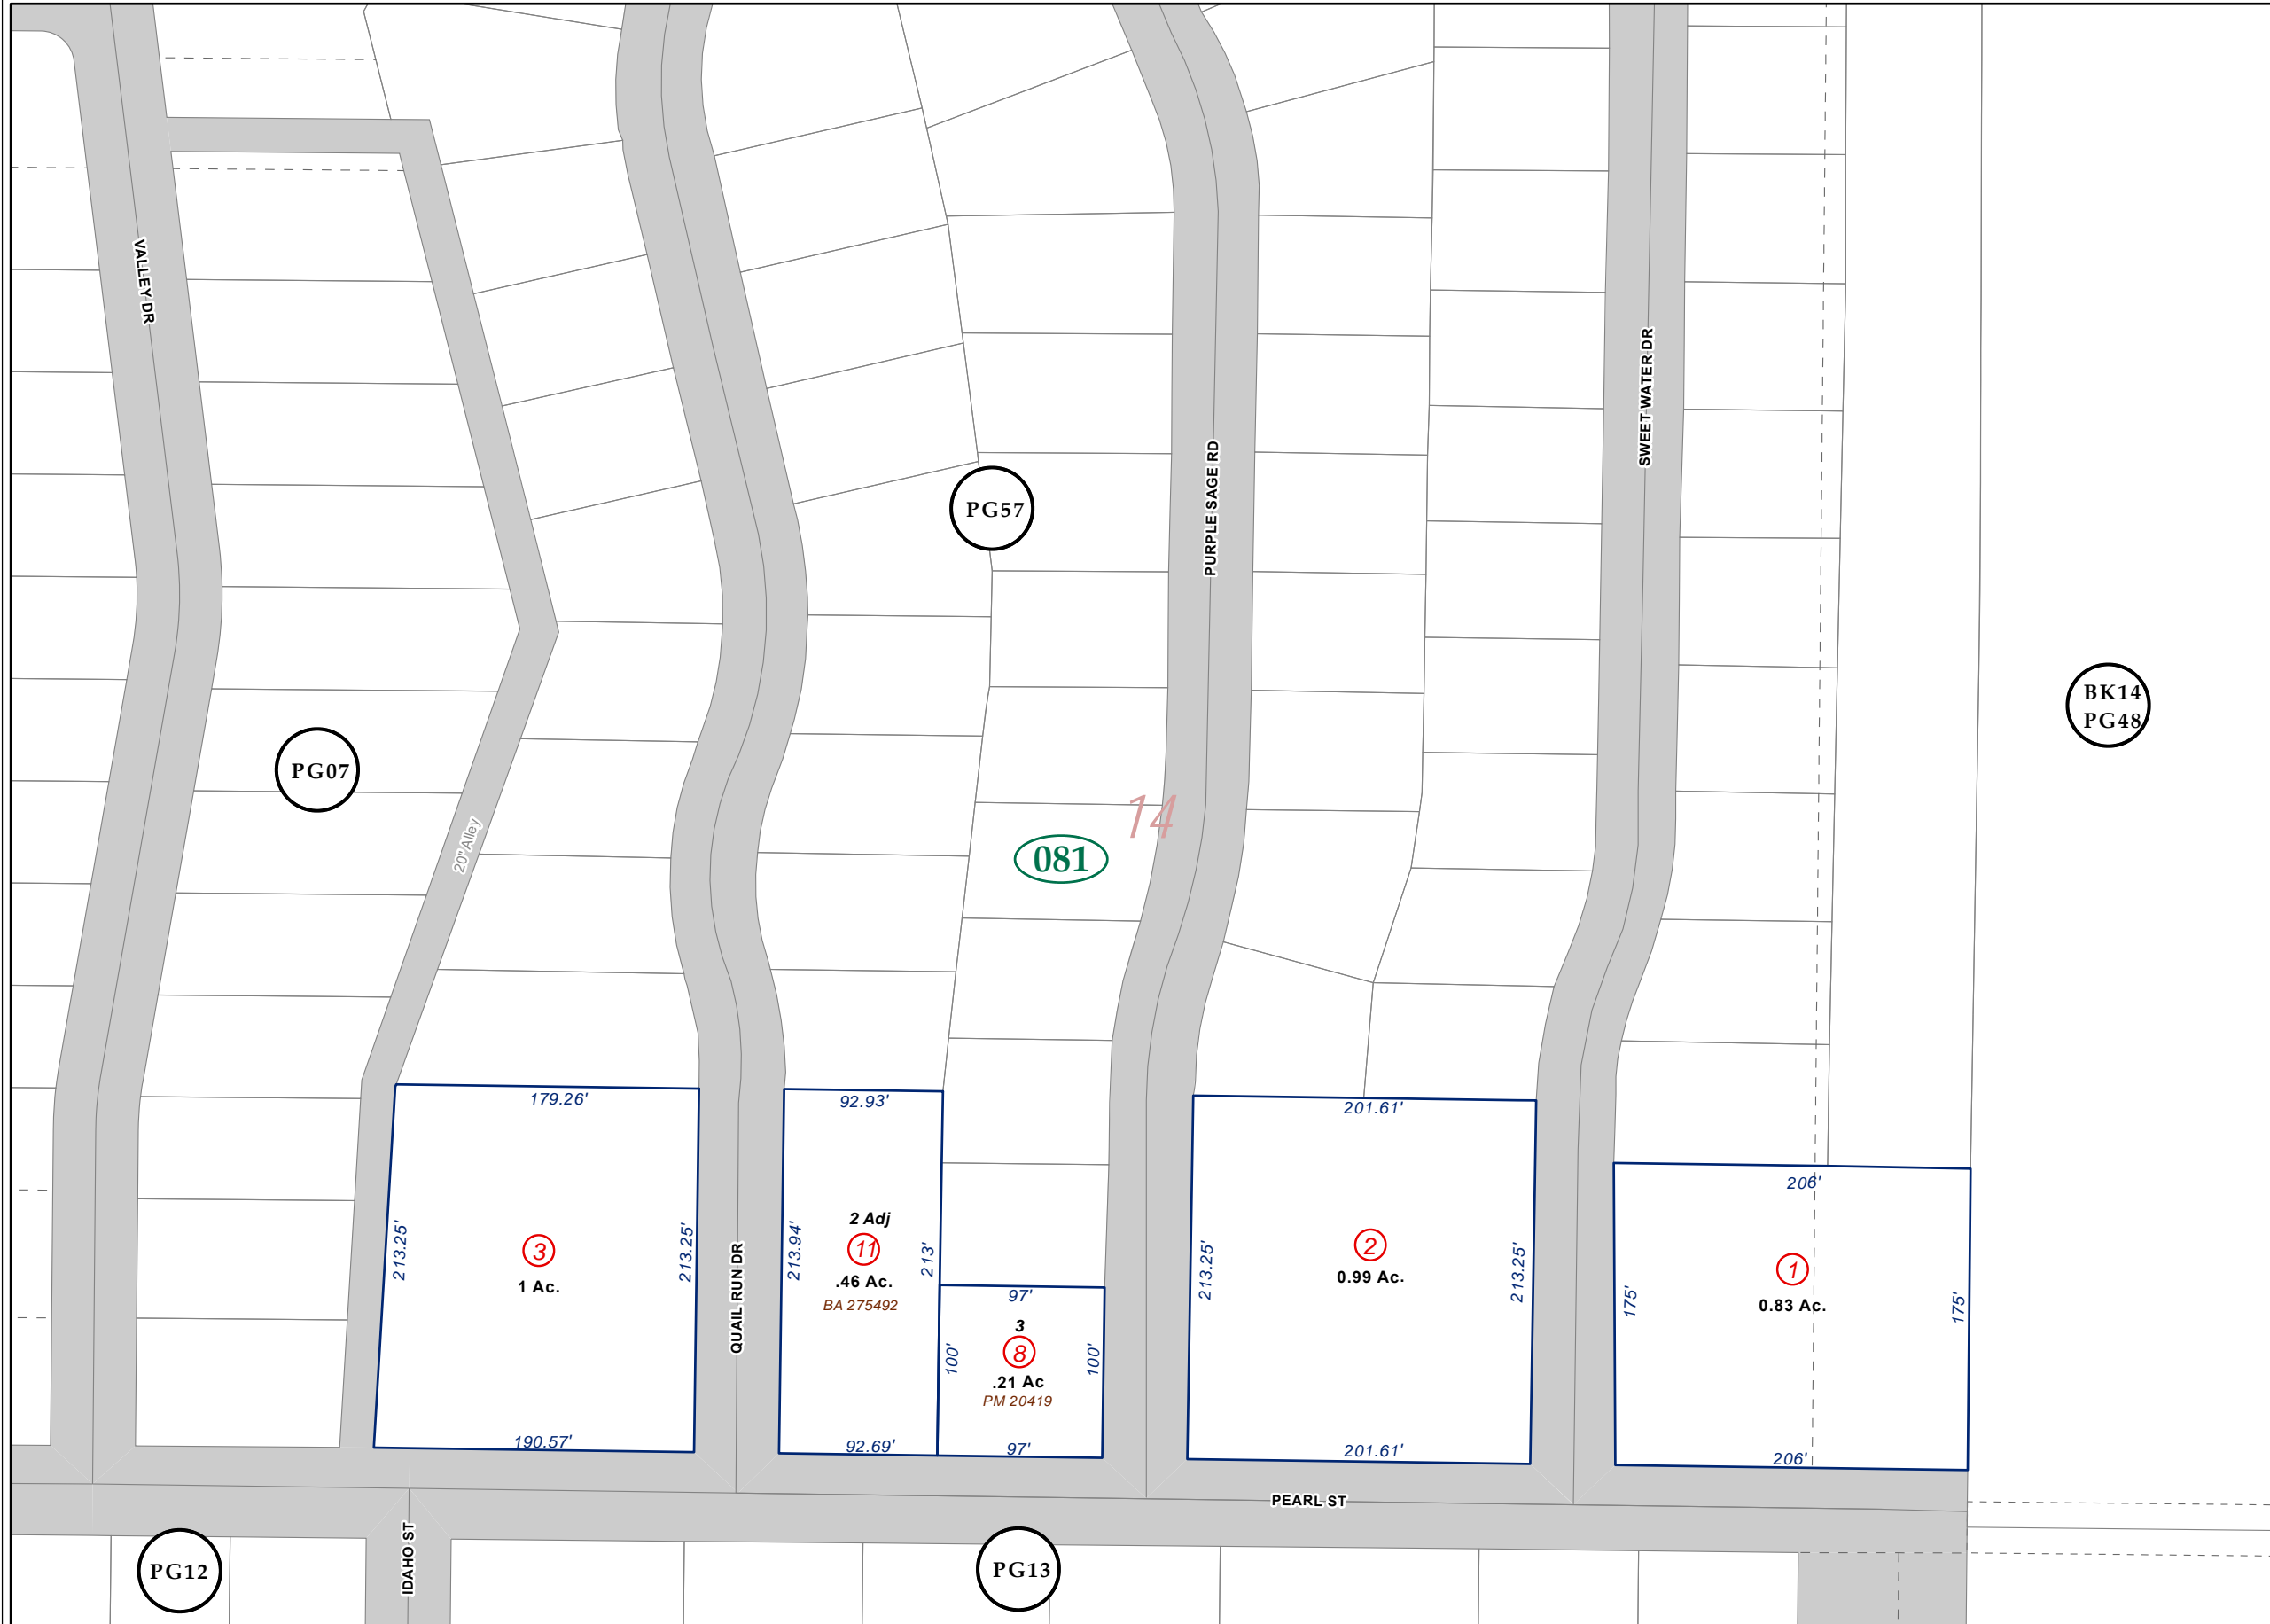 VALLEY DR
SWEET WATER DR
PURPLE SAGE RD
PG57
BK14
PG48
PG07
14
20" Alley
081
179.26'
92.93'
201.61'
206'
213.25'
3
1 Ac.
213.25'
190.57'
QUAIL RUN DR
213.94'
2 Adj
11
.46 Ac.
BA 275492
213'
92.69'
97'
100'
3
8
.21 Ac
PM 20419
100'
97'
213.25'
2
0.99 Ac.
213.25'
201.61'
175'
1
0.83 Ac.
175'
206'
PEARL ST
IDAHO ST
PG12
PG13